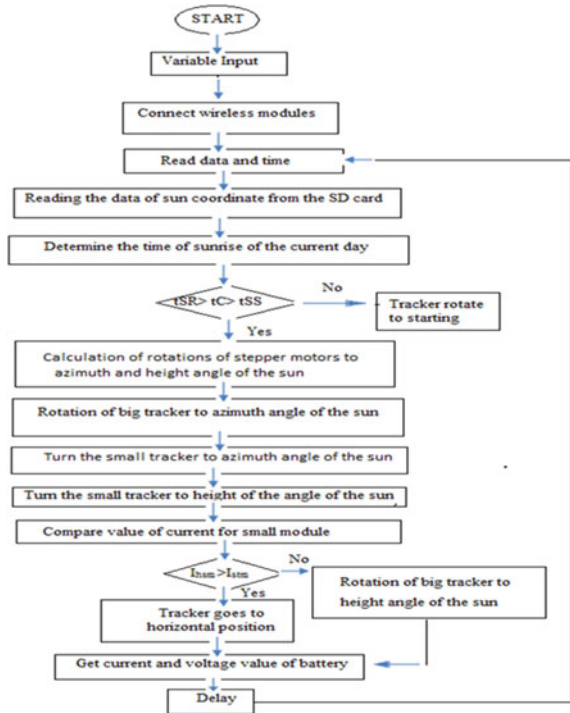 START
Variable Input
Connect wireless modules
Read data and time
Reading the data of sun coordinate from the SD card
Determine the time of sunrise of the current day
tSR> tC> tSS
No
Tracker rotate
to starting
Yes
Calculation of rotations of stepper motors to
azimuth and height angle of the sun
Rotation of big tracker to azimuth angle of the sun
Turn the small tracker to azimuth angle of the sun
Turn the small tracker to height of the angle of the sun
Compare value of current for small module
No
Yes
Rotation of big tracker to
height angle of the sun
Tracker goes to
horizontal position
Get current and voltage value of battery
Delay